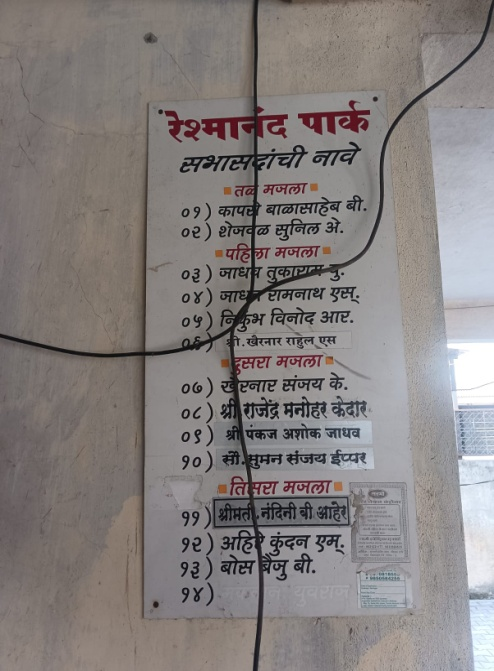 रेश्मानंद पार्क
सभासदांची नावे
तळ मजला
०१) कापसे बाळासाहेब बी.
०२) शेजवळ सुनिल अे.
पहिला मजला
०३) जाधव तुकाराम यु.
०४) जाधव रामनाथ एस्.
०५) निकुंभ विनोद आर.
०६) श्री. खैरनार राहुल एस
दुसरा मजला
०७) खैरनार संजय के.
०८) श्री राजेंद्र मनोहर केदार
०९) श्री पंकज अशोक जाधव
१०) सौ. सुमन संजय ईप्पर
तिसरा मजला
११) श्रीमती. नंदिनी बी आहेर
१२) अहिरे कुंदन एम्.
१३) बोस बैजु बी.
१४) युवराज